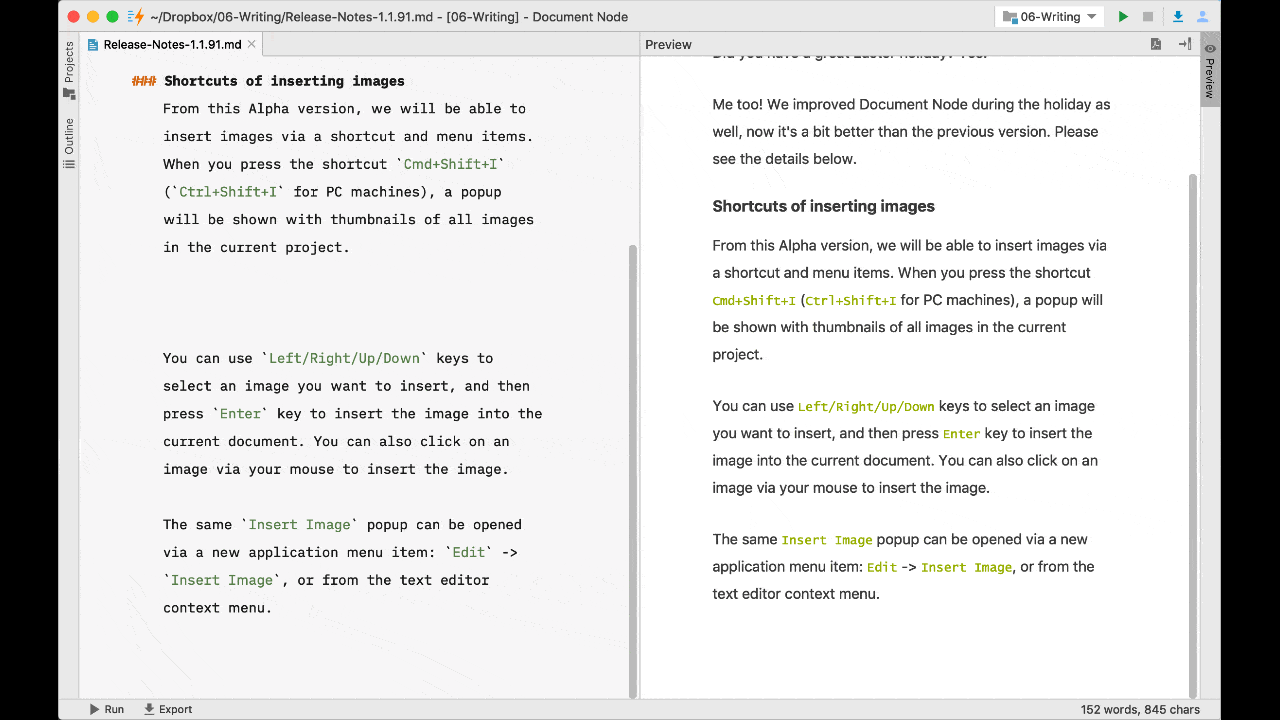 ~/Dropbox/06-Writing/Release-Notes-1.1.91.md - [06-Writing] - Document Node
06-Writing
Projects
Outline
Release-Notes-1.1.91.md
### Shortcuts of inserting images
From this Alpha version, we will be able to
insert images via a shortcut and menu items.
When you press the shortcut `Cmd+Shift+I
(`Ctrl+Shift+I` for PC machines), a popup
will be shown with thumbnails of all images
in the current project.
You can use `Left/Right/Up/Down` keys to
select an image you want to insert, and then
press `Enter` key to insert the image into the
current document. You can also click on an
image via your mouse to insert the image.
The same `Insert Image` popup can be opened
via a new application menu item: `Edit` ->
`Insert Image`, or from the text editor
context menu.
Preview
Did you have a great Easter holiday? Yes!
Me too! We improved Document Node during the holiday as
well, now it's a bit better than the previous version. Please
see the details below.
Shortcuts of inserting images
From this Alpha version, we will be able to insert images via
a shortcut and menu items. When you press the shortcut
Cmd+Shift+I (Ctrl+Shift+I for PC machines), a popup will
be shown with thumbnails of all images in the current
project.
You can use Left/Right/Up/Down keys to select an image
you want to insert, and then press Enter key to insert the
image into the current document. You can also click on an
image via your mouse to insert the image.
The same Insert Image popup can be opened via a new
application menu item: Edit -> Insert Image, or from the
text editor context menu.
Preview
Run
Export
152 words, 845 chars